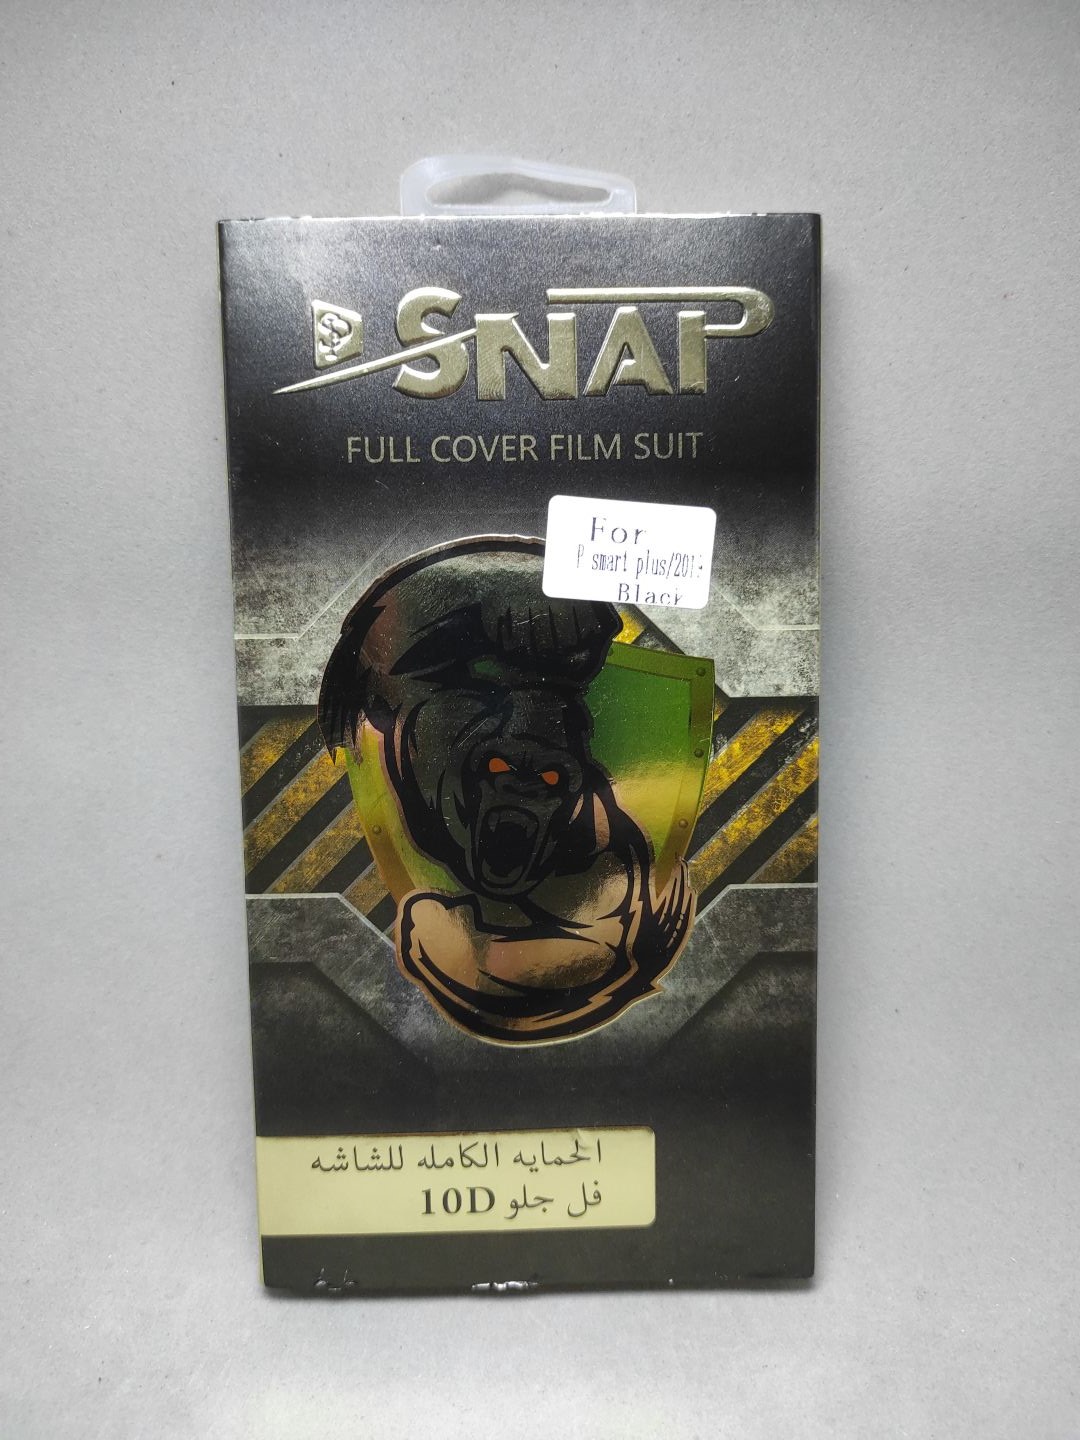 SNAP
FULL COVER FILM SUIT
For
P smart plus/2019
Black
الحمايه الكامله للشاشه
فل جلو 10D